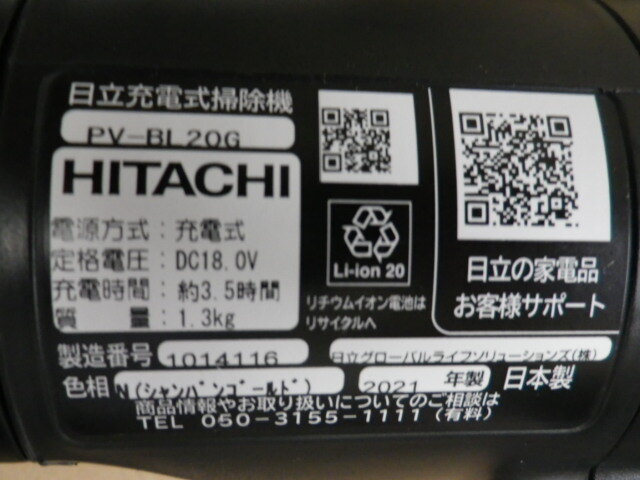 日立充電式掃除機
PV-BL20G
HITACHI
電源方式：充電式
定格電圧：DC18.0V
充電時間：約3.5時間
質量：1.3kg
Li-ion 20
リチウムイオン電池は
リサイクルへ
日立の家電品
お客様サポート
製造番号 1014116
日立グローバルライフソリューションズ(株)
色相 N(シャンパンゴールド)
2021 年製 日本製
商品情報やお取り扱いについてのご相談は
TEL 050-3155-1111 (有料)